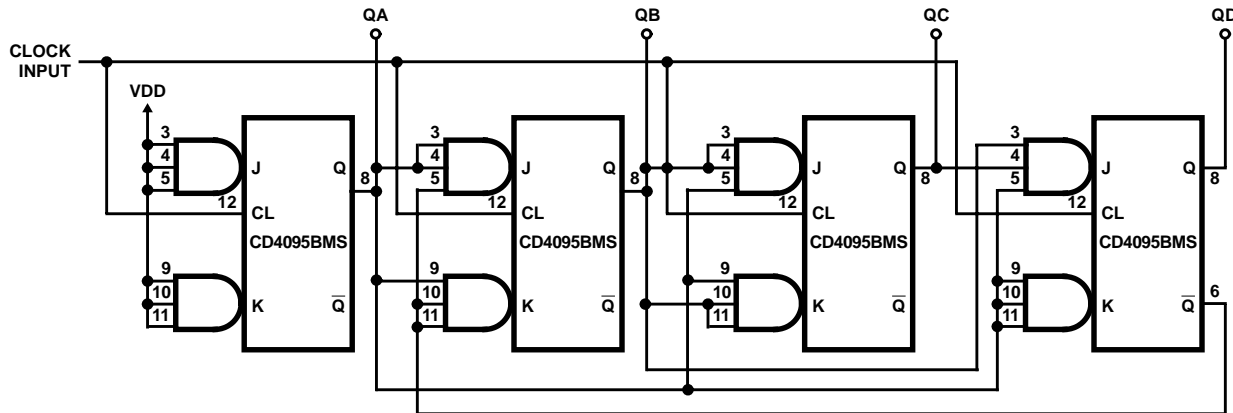 QA QB QC QD
CLOCK
INPUT
VDD
3 3 3 3
4 J Q 4 J Q 4 J Q 4 J Q
5 8 5 8 5 8 5 8
12 CL 12 CL 12 CL 12 CL
CD4095BMS CD4095BMS CD4095BMS CD4095BMS
9 9 9 9 6
10 K Q̅ 10 K Q̅ 10 K Q̅ 10 K Q̅
11 11 11 11